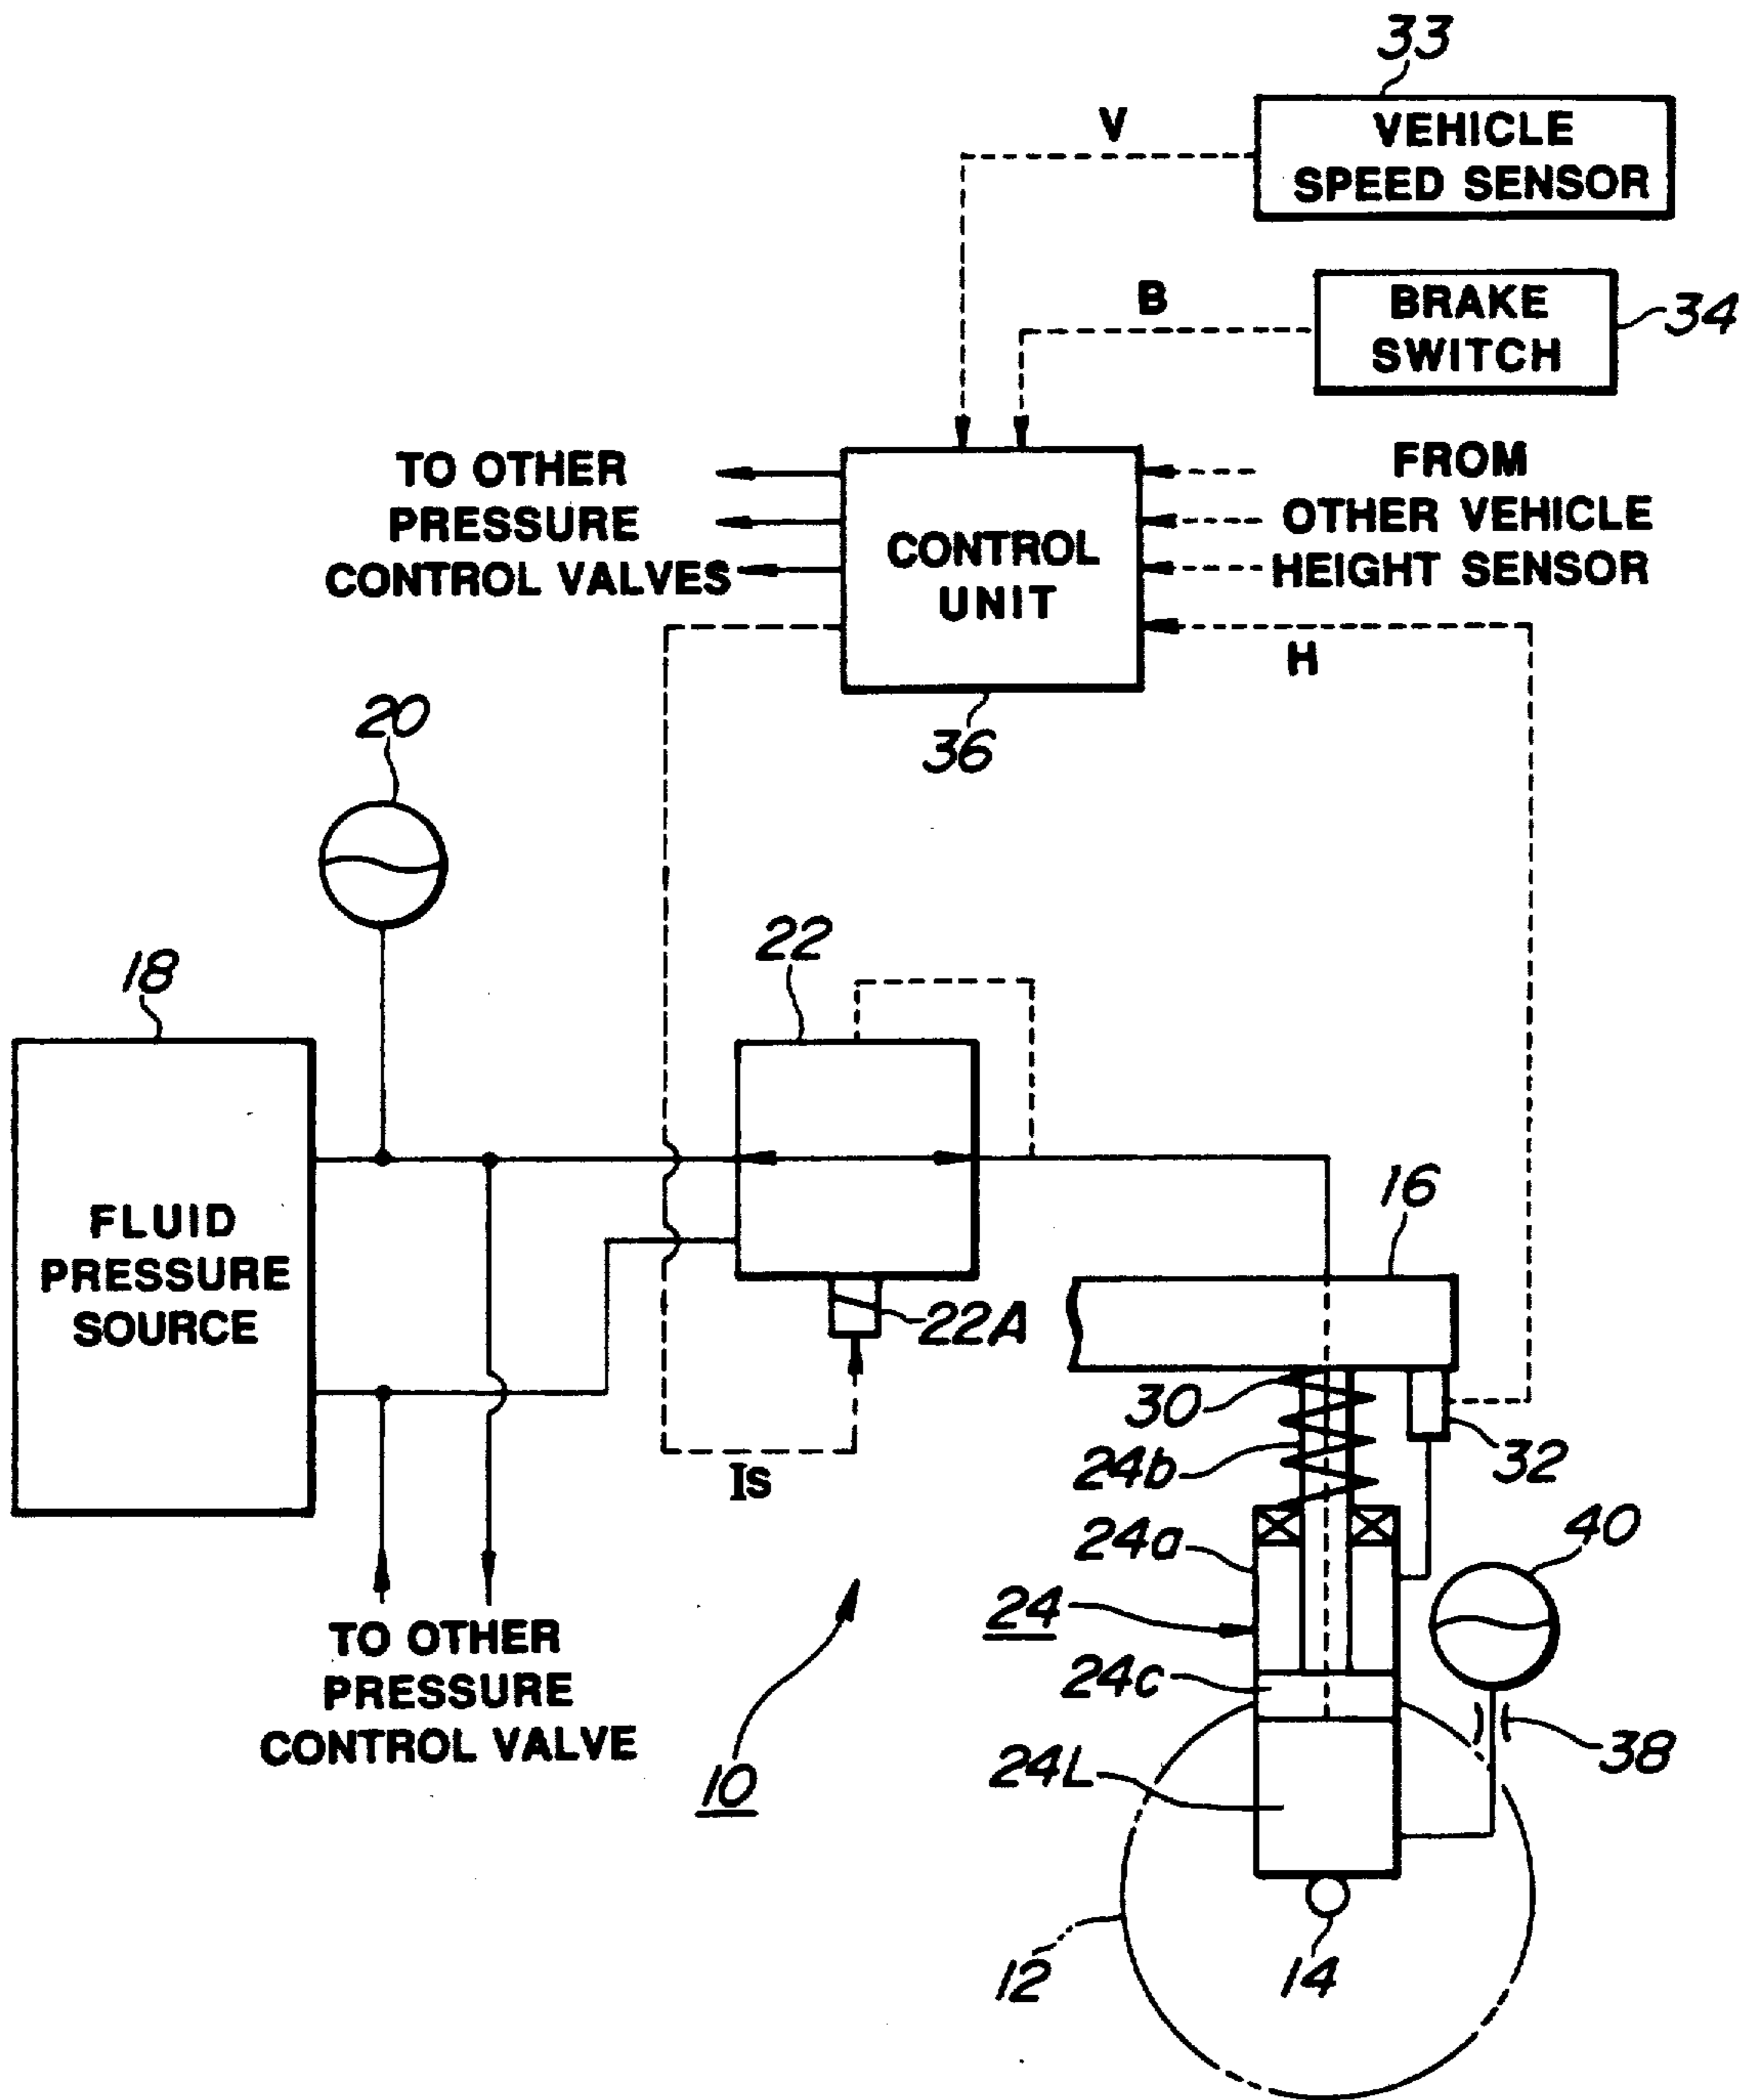 33
V
VEHICLE
SPEED SENSOR
B
BRAKE
SWITCH
34
TO OTHER
PRESSURE
CONTROL VALVES
CONTROL
UNIT
FROM
OTHER VEHICLE
HEIGHT SENSOR
H
36
20
18
22
FLUID
PRESSURE
SOURCE
16
22A
30
24b
32
Is
24a
40
24
24c
TO OTHER
PRESSURE
CONTROL VALVE
38
24L
10
12
14